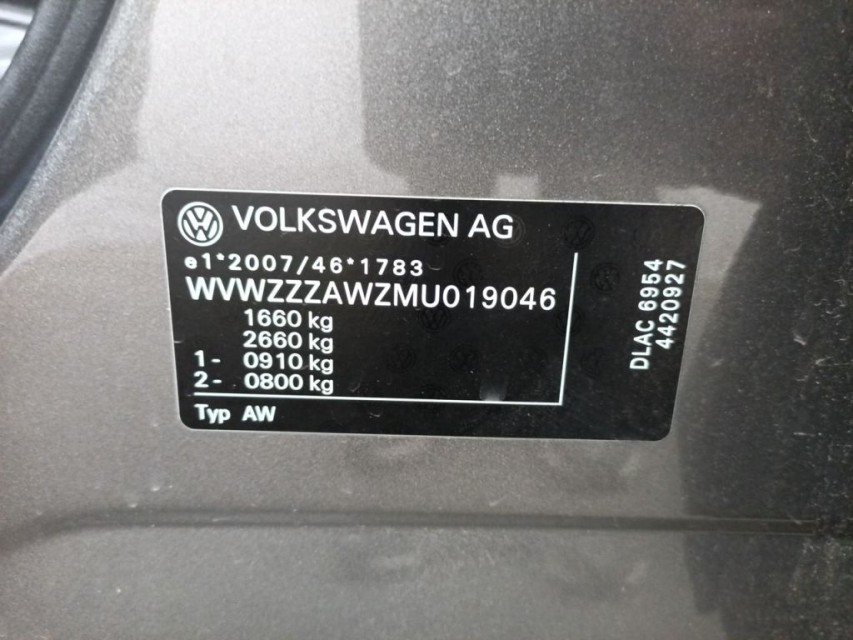 VOLKSWAGEN AG
e1*2007/46*1783
WVWZZZAWZMU019046
1660 kg
2660 kg
1- 0910 kg
2- 0800 kg
Typ AW
DLAC 6954
4420927